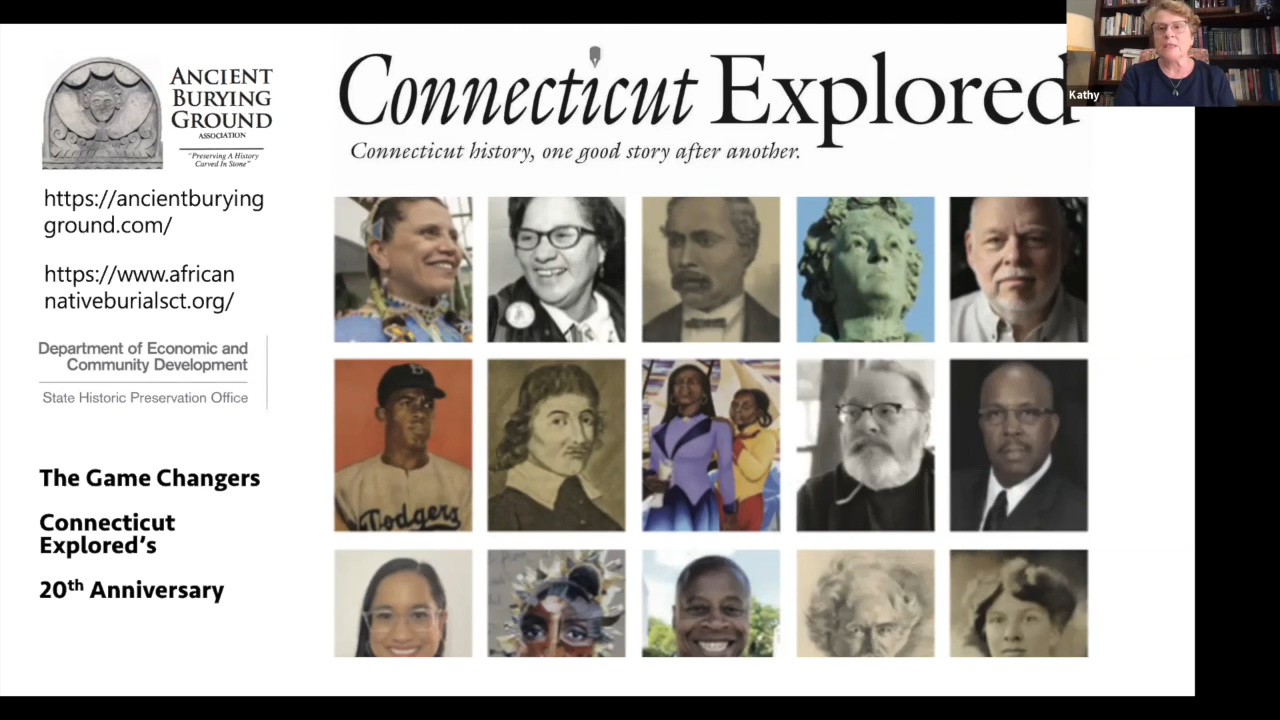 ANCIENT
BURYING
GROUND
ASSOCIATION
"Preserving A History
Carved in Stone"
https://ancientburying
ground.com/
https://www.african
nativeburialsct.org/
Department of Economic and
Community Development
State Historic Preservation Office
The Game Changers
Connecticut
Explored's
20th Anniversary
Connecticut Explored
Connecticut history, one good story after another.
Dodgers
Kathy